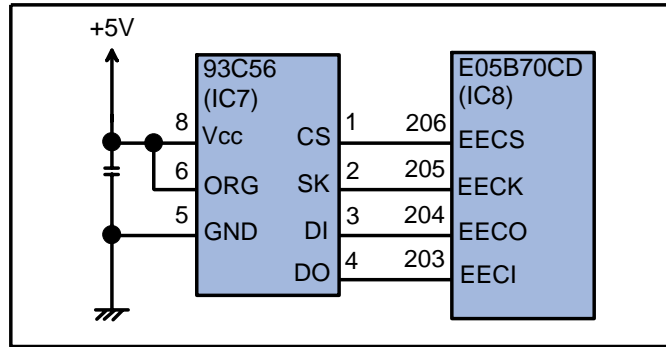 +5V
93C56
(IC7)
E05B70CD
(IC8)
8 Vcc CS 1 206 EECS
6 ORG SK 2 205 EECK
5 GND DI 3 204 EECO
DO 4 203 EECI